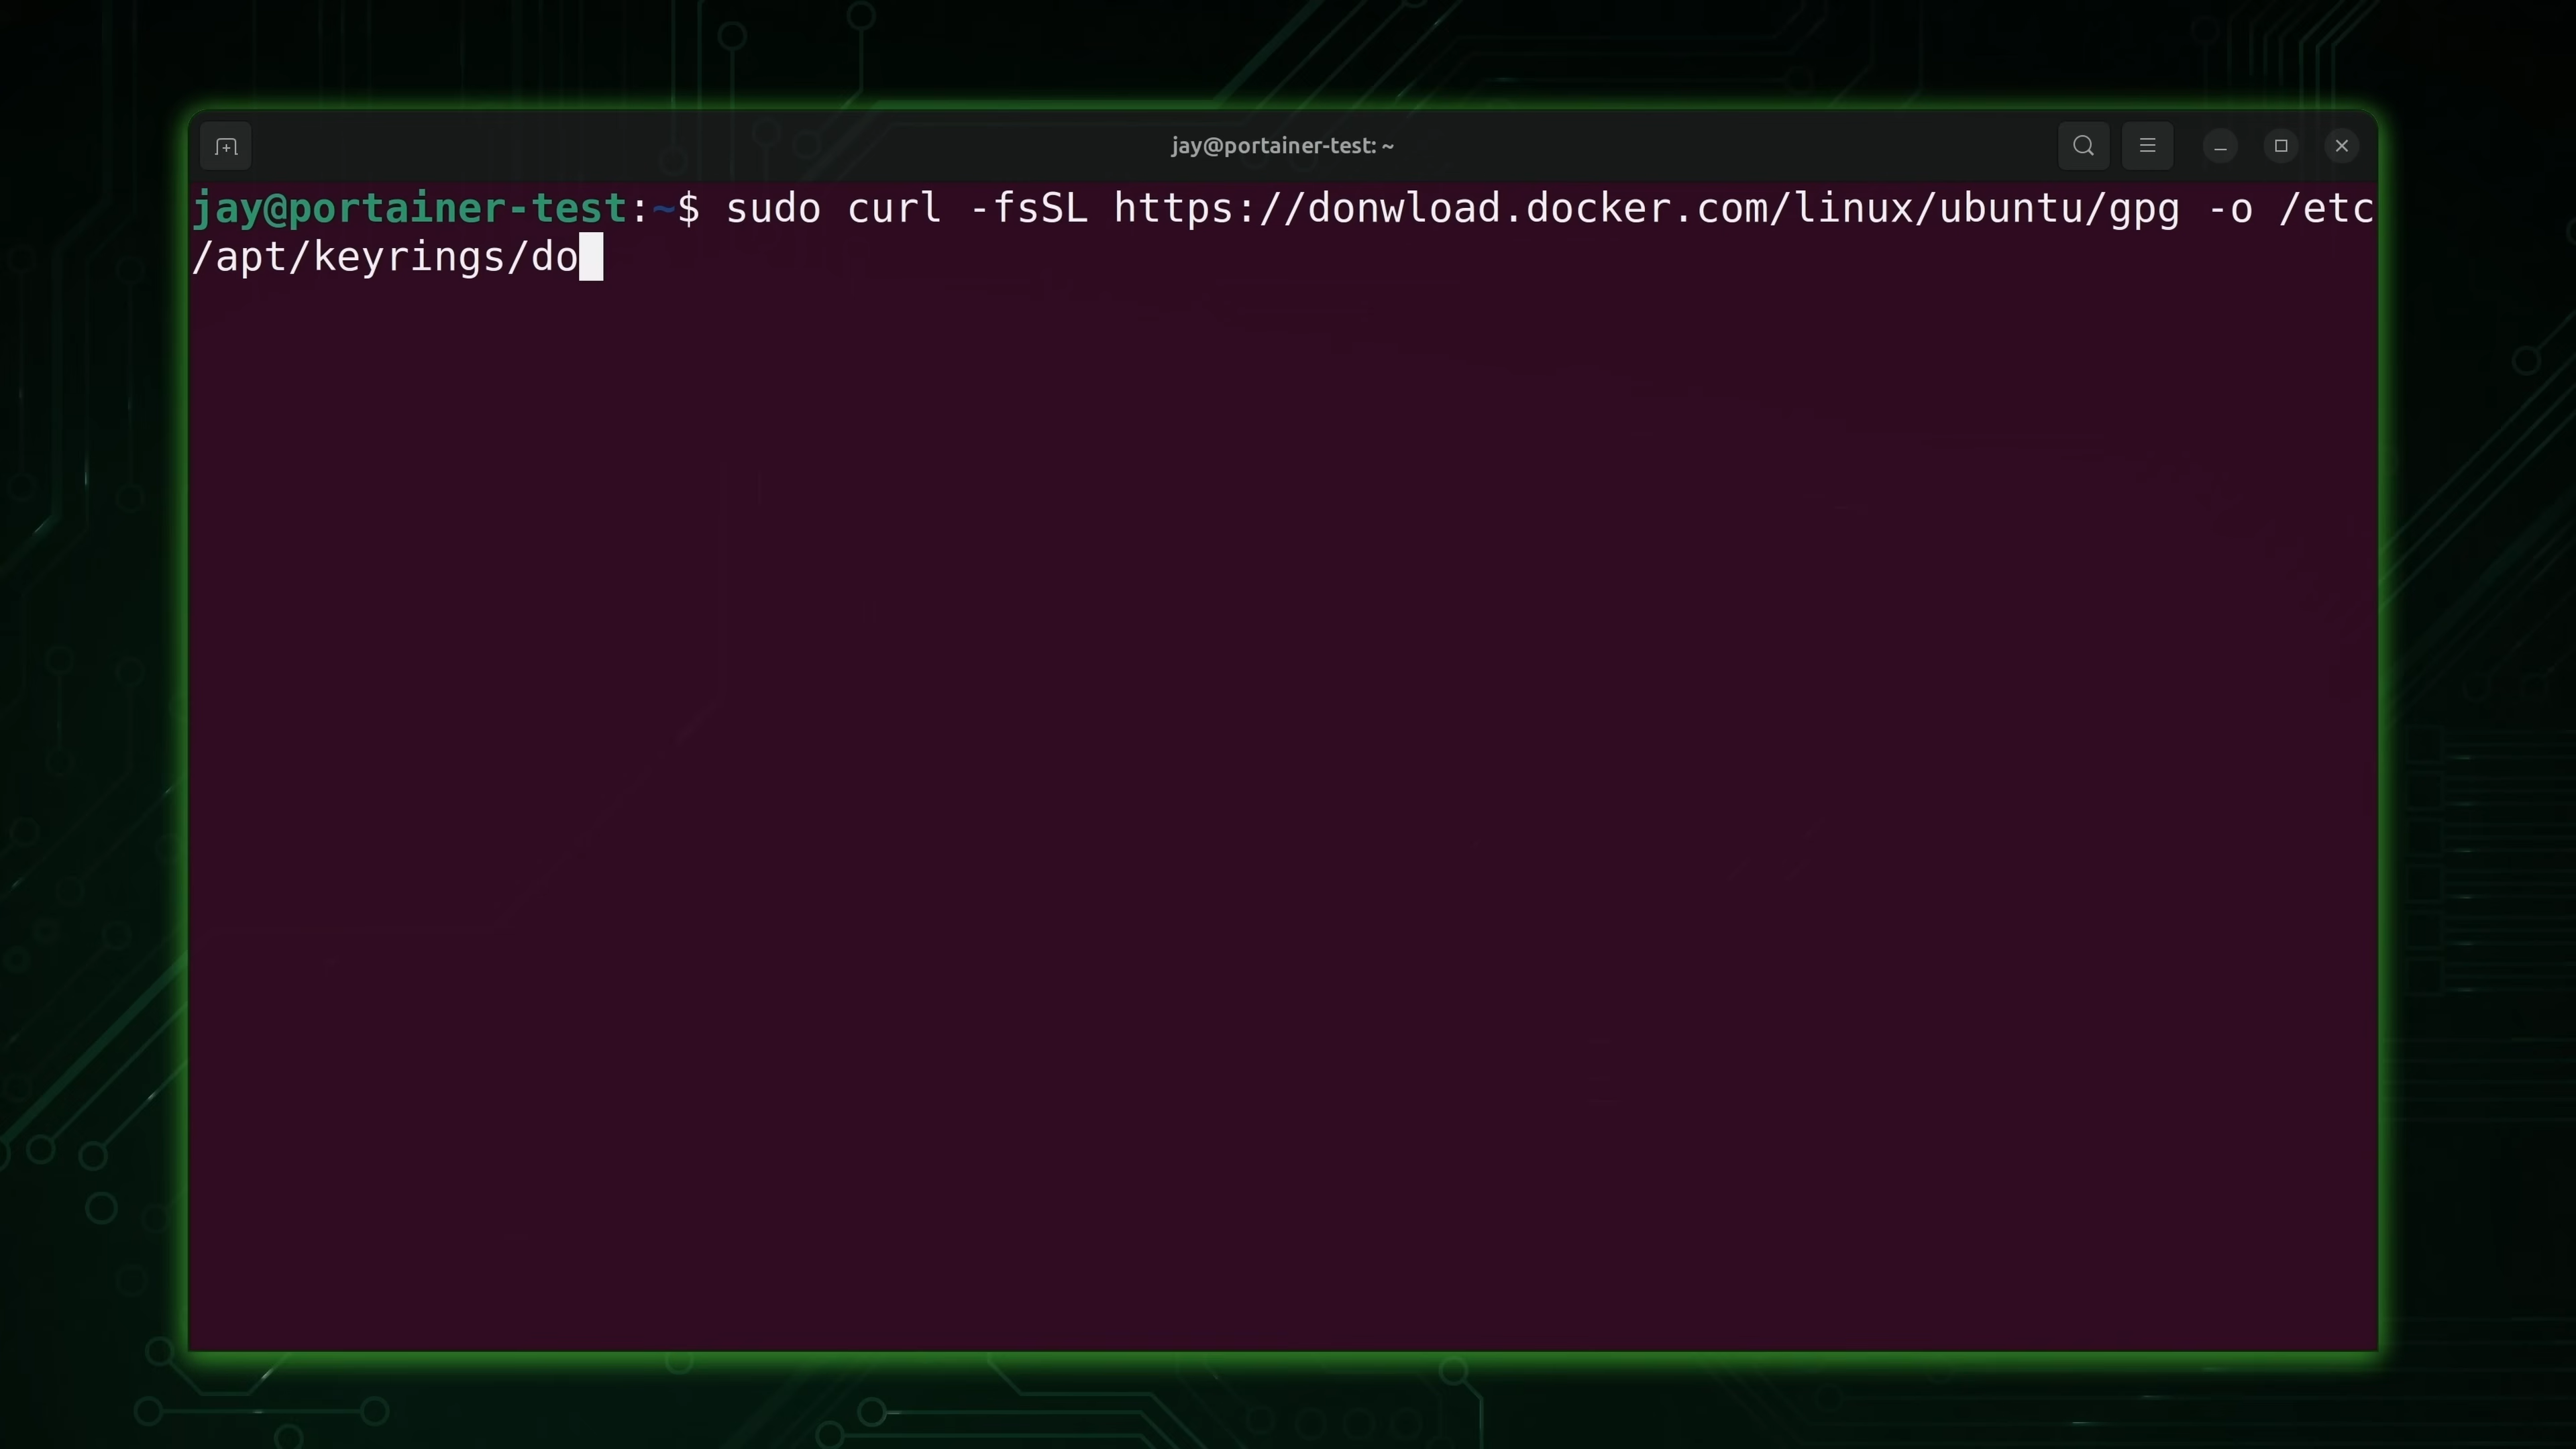 jay@portainer-test: ~
jay@portainer-test:~$ sudo curl -fsSL https://donwload.docker.com/linux/ubuntu/gpg -o /etc
/apt/keyrings/do